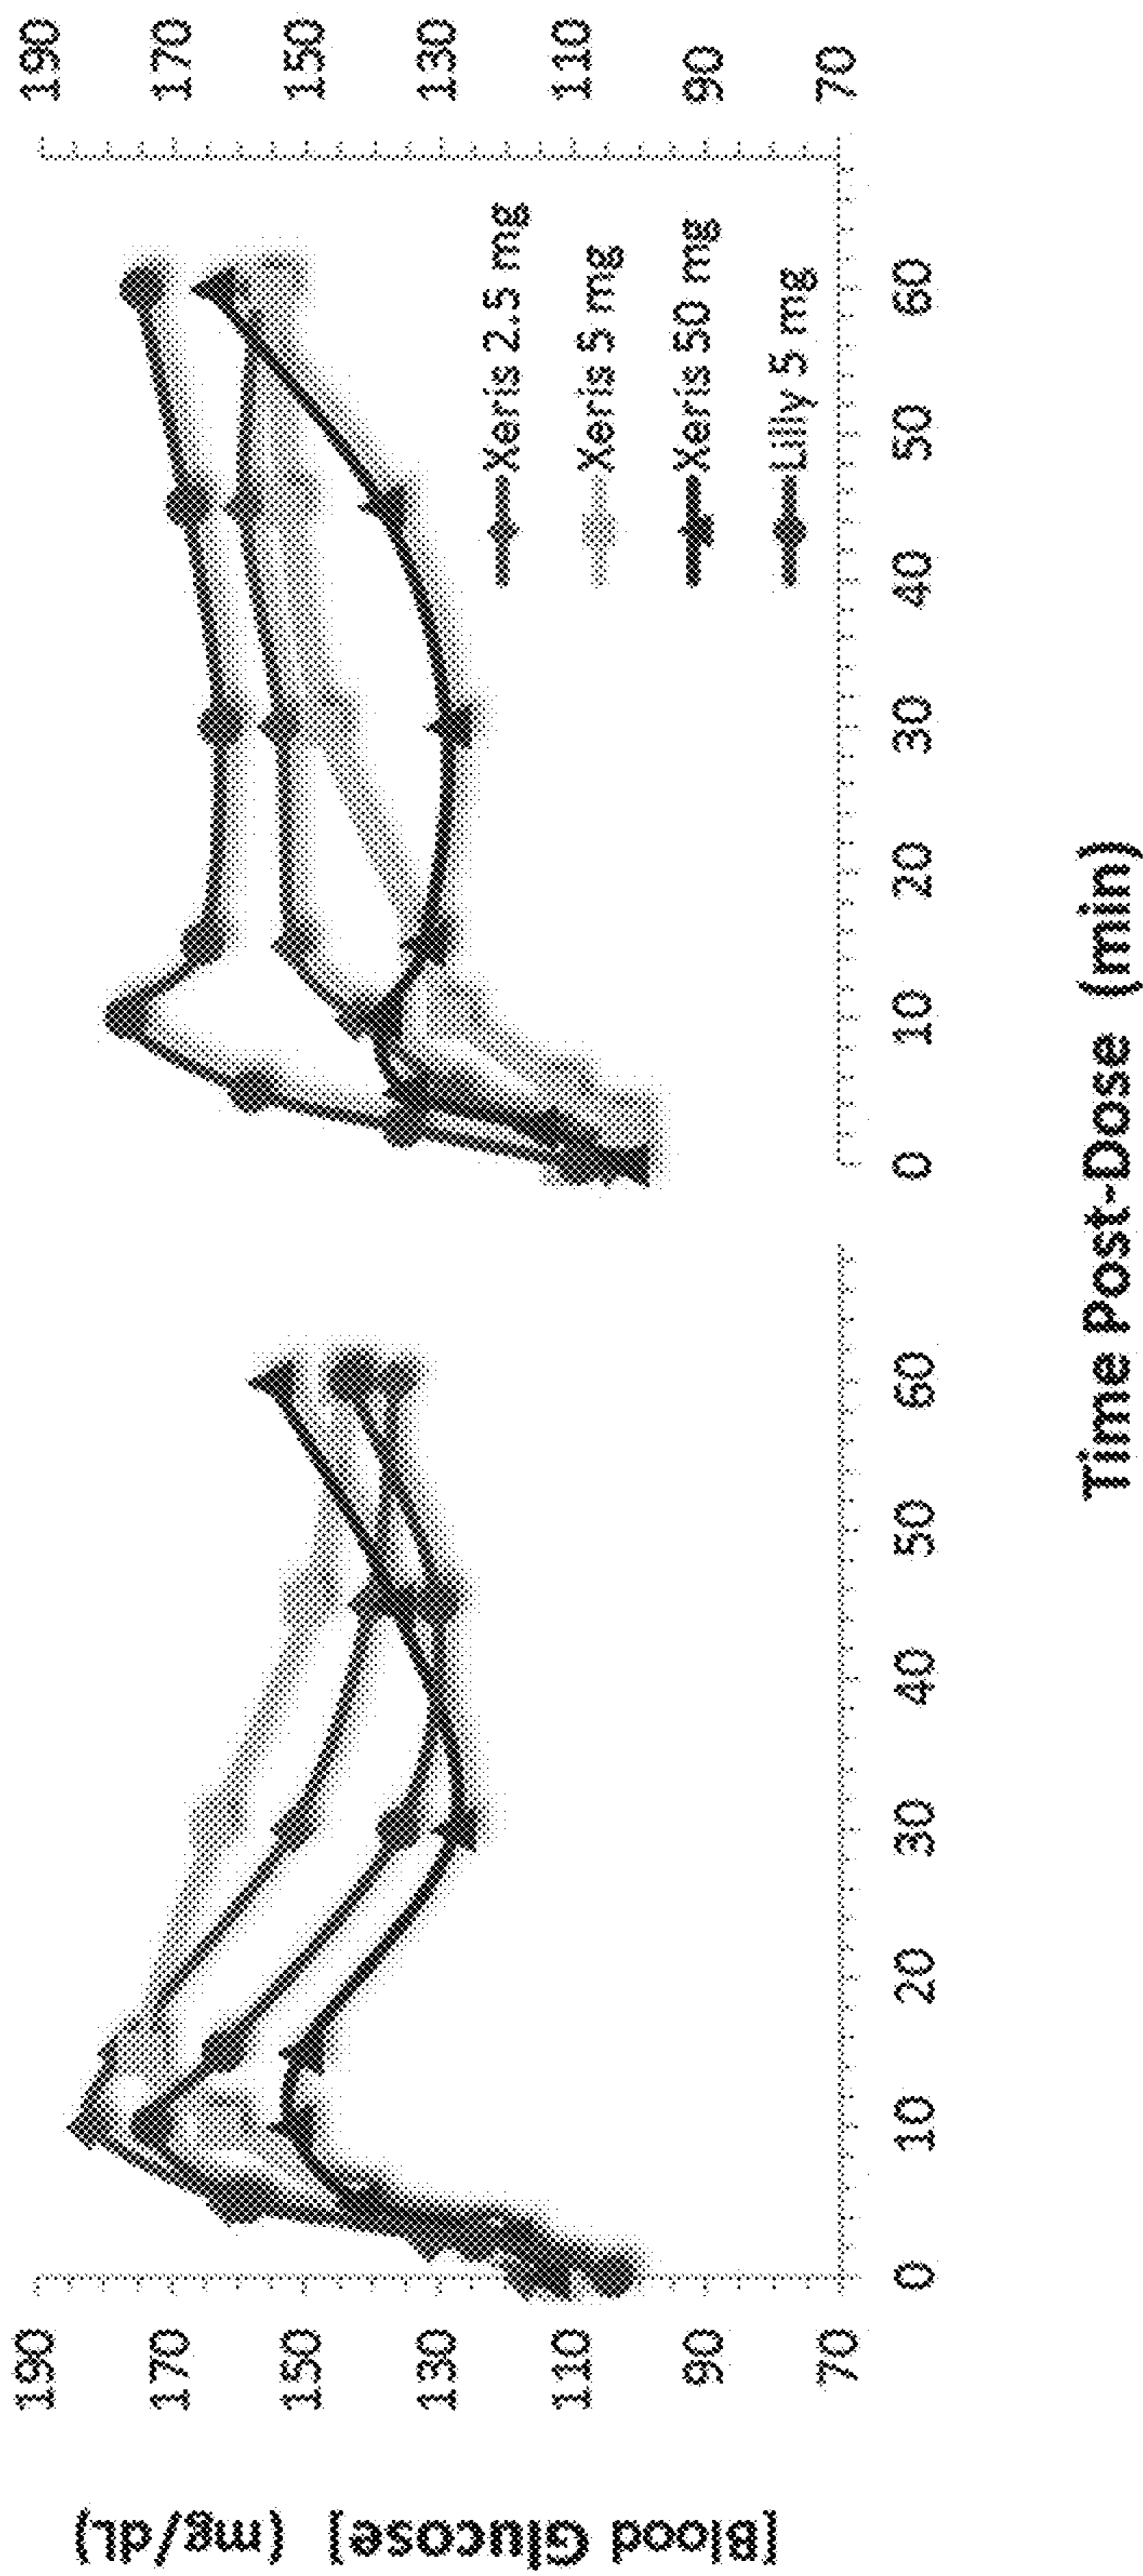 [Blood Glucose] (mg/dL)
190
170
150
130
110
90
70
0 10 20 30 40 50 60
0 10 20 30 40 50 60
190
170
150
130
110
90
70
Xeris 2.5 mg
Xeris 5 mg
Xeris 50 mg
Lilly 5 mg
Time Post-Dose (min)